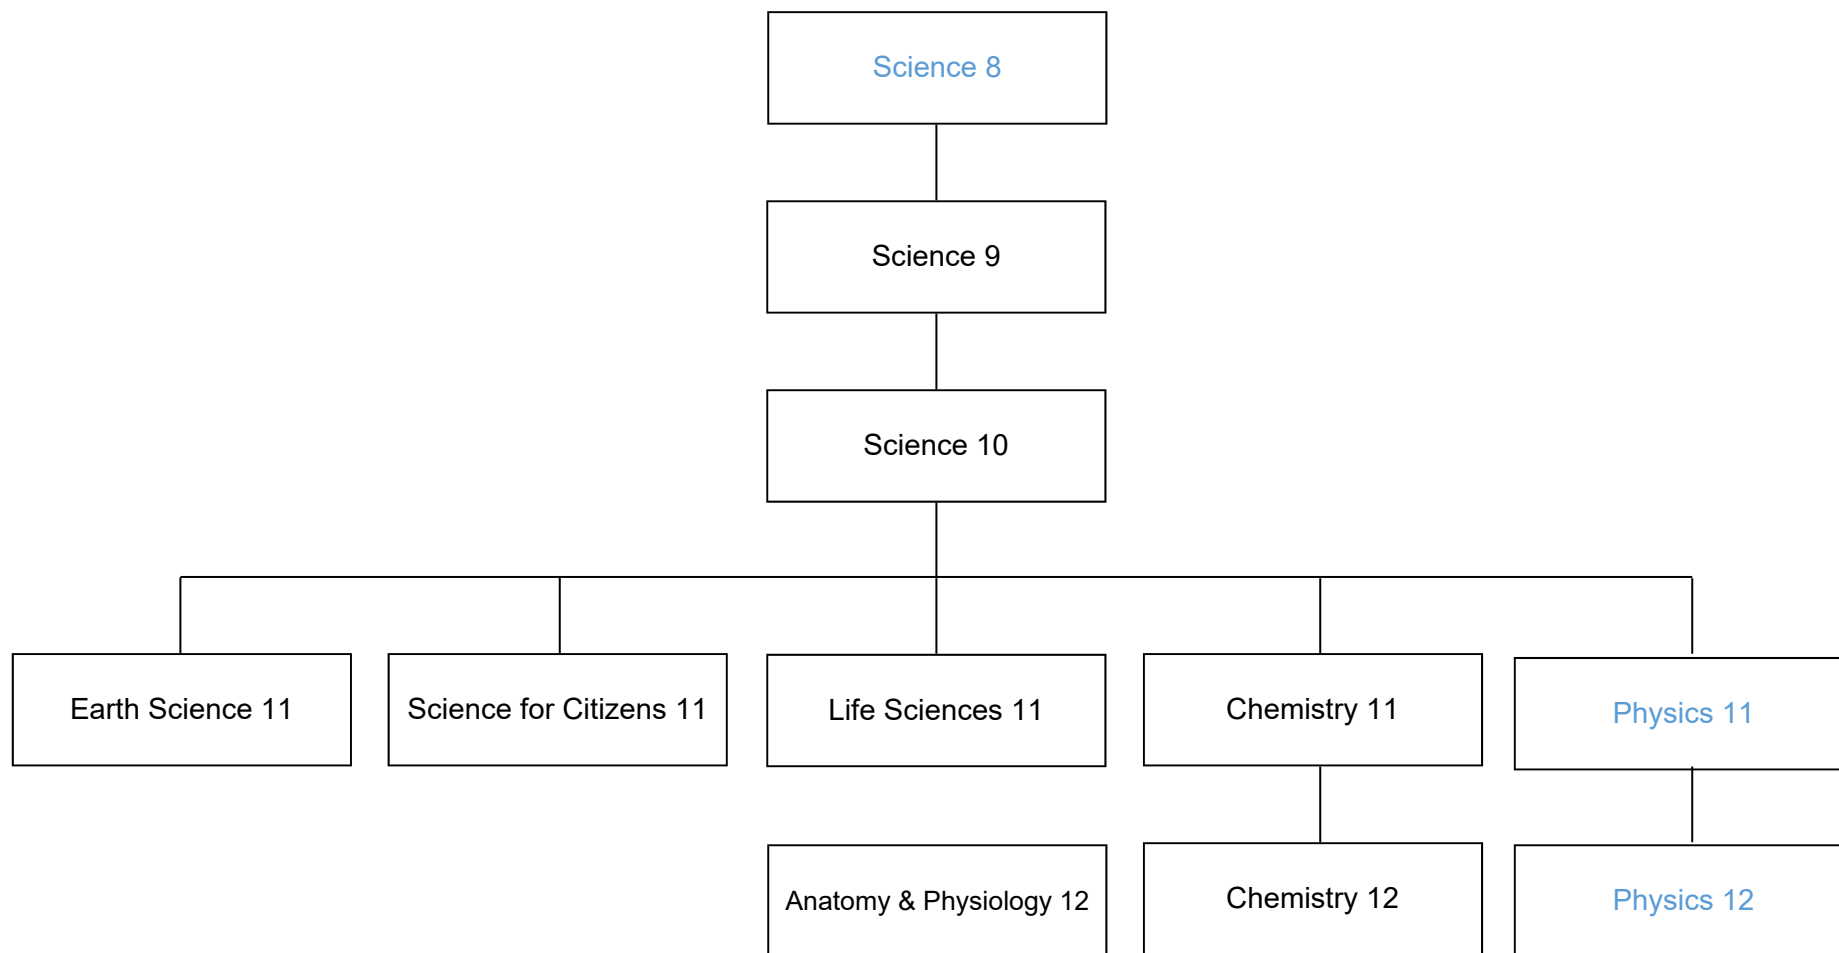 Science 8
Science 9
Science 10
Earth Science 11
Science for Citizens 11
Life Sciences 11
Chemistry 11
Physics 11
Anatomy & Physiology 12
Chemistry 12
Physics 12